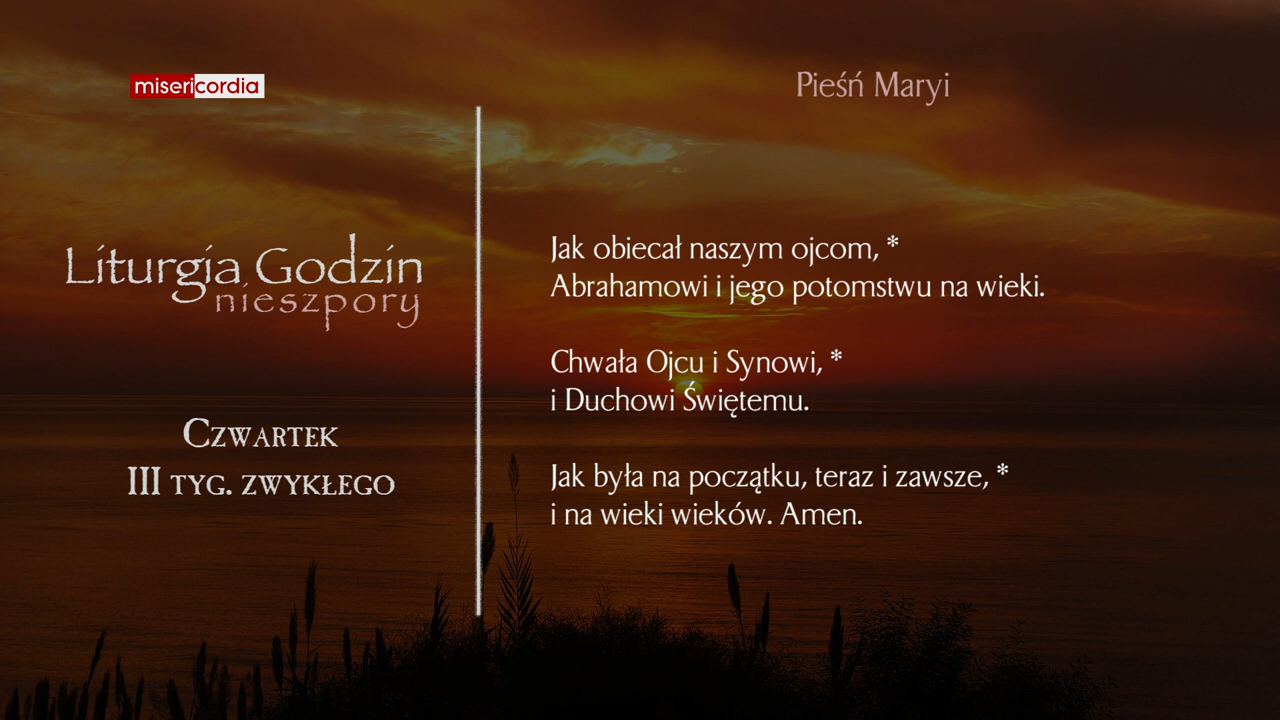 misericordia
Liturgia Godzin
nieszpory
Czwartek
III tyg. zwykłego
Pieśń Maryi
Jak obiecał naszym ojcom, *
Abrahamowi i jego potomstwu na wieki.
Chwała Ojcu i Synowi, *
i Duchowi Świętemu.
Jak była na początku, teraz i zawsze, *
i na wieki wieków. Amen.